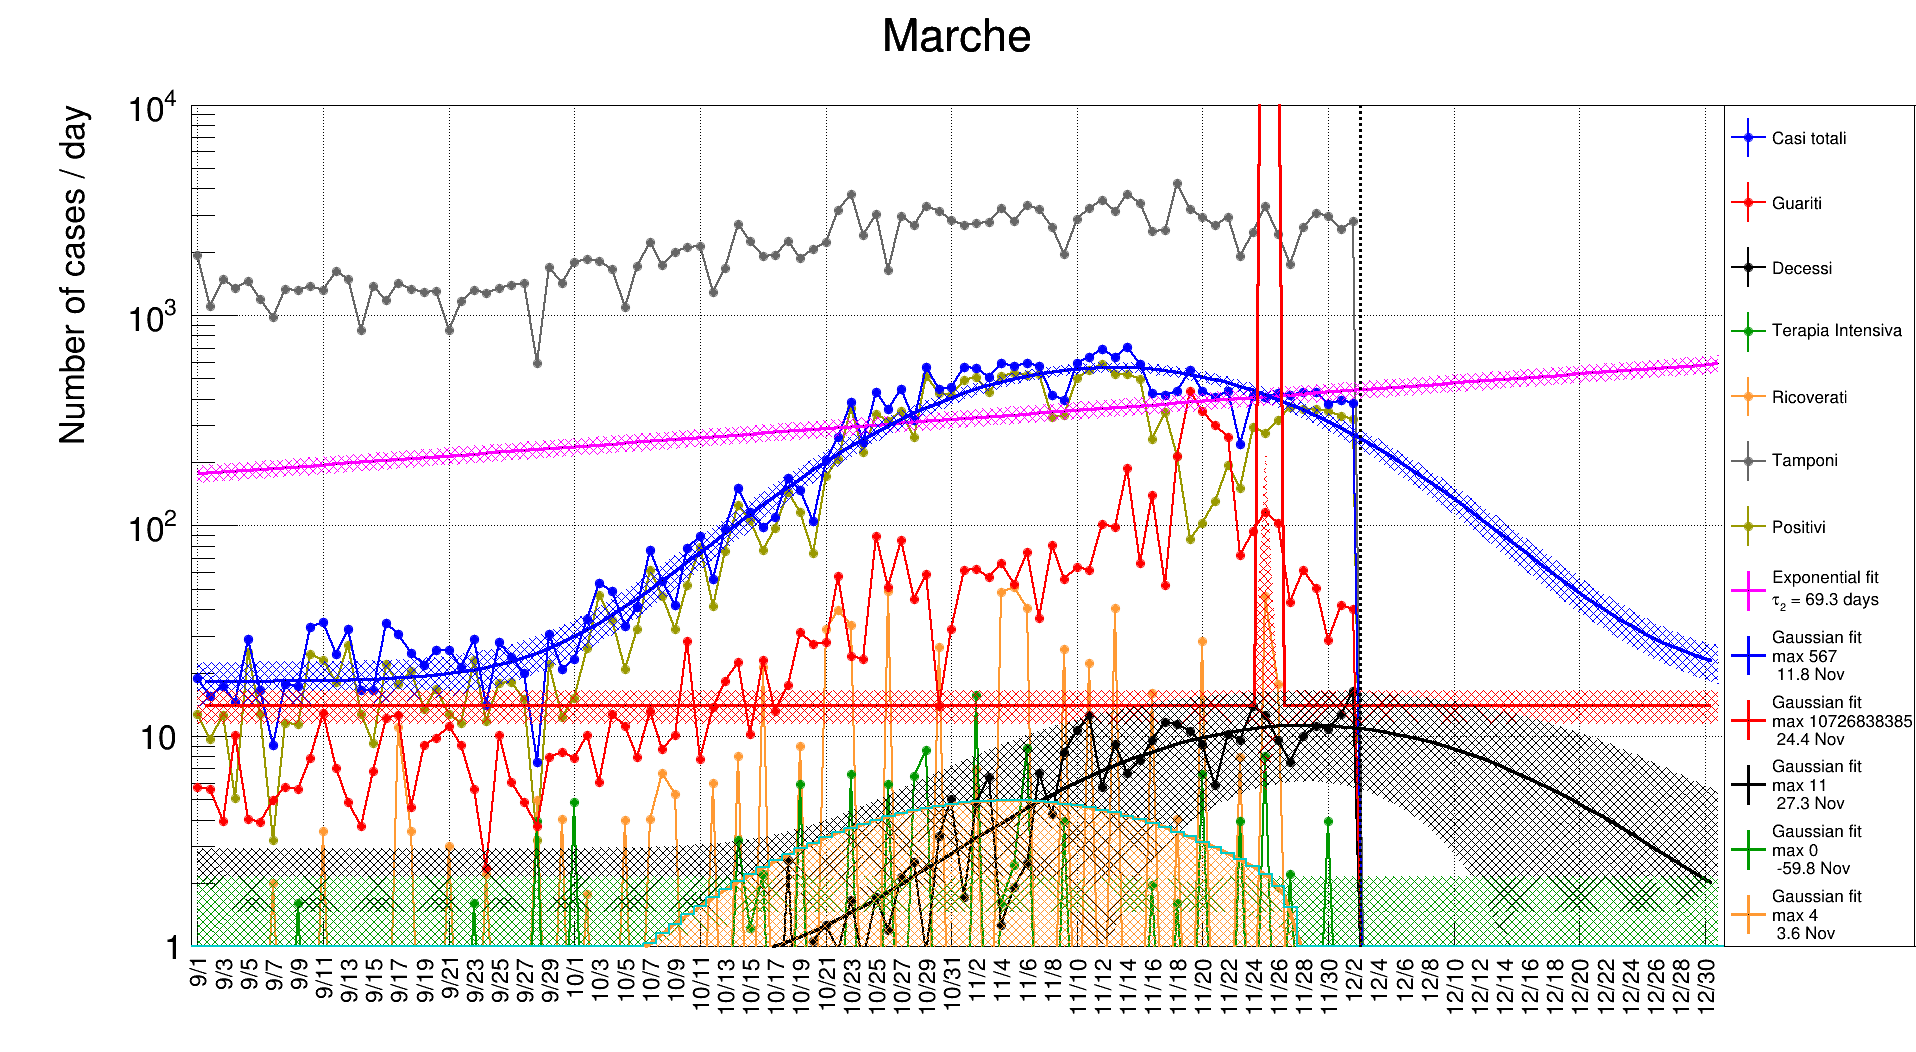 Marche
Number of cases / day
10⁴
10³
10²
10
1
9/1 9/3 9/5 9/7 9/9 9/11 9/13 9/15 9/17 9/19 9/21 9/23 9/25 9/27 9/29 10/1 10/3 10/5 10/7 10/9 10/11 10/13 10/15 10/17 10/19 10/21 10/23 10/25 10/27 10/29 10/31 11/2 11/4 11/6 11/8 11/10 11/12 11/14 11/16 11/18 11/20 11/22 11/24 11/26 11/28 11/30 12/2 12/4 12/6 12/8 12/10 12/12 12/14 12/16 12/18 12/20 12/22 12/24 12/26 12/28 12/30
Casi totali
Guariti
Decessi
Terapia Intensiva
Ricoverati
Tamponi
Positivi
Exponential fit
τ₂ = 69.3 days
Gaussian fit
max 567
11.8 Nov
Gaussian fit
max 10726838385
24.4 Nov
Gaussian fit
max 11
27.3 Nov
Gaussian fit
max 0
-59.8 Nov
Gaussian fit
max 4
3.6 Nov